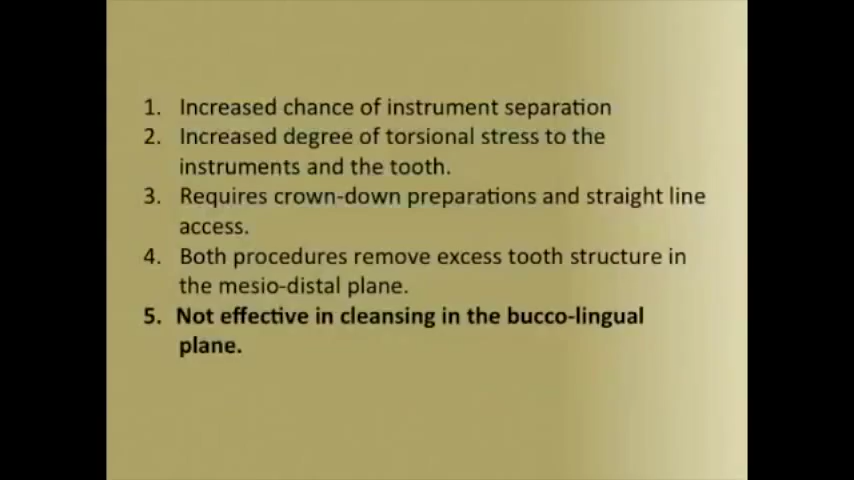 1. Increased chance of instrument separation
2. Increased degree of torsional stress to the
instruments and the tooth.
3. Requires crown-down preparations and straight line
access.
4. Both procedures remove excess tooth structure in
the mesio-distal plane.
5. Not effective in cleansing in the bucco-lingual
plane.